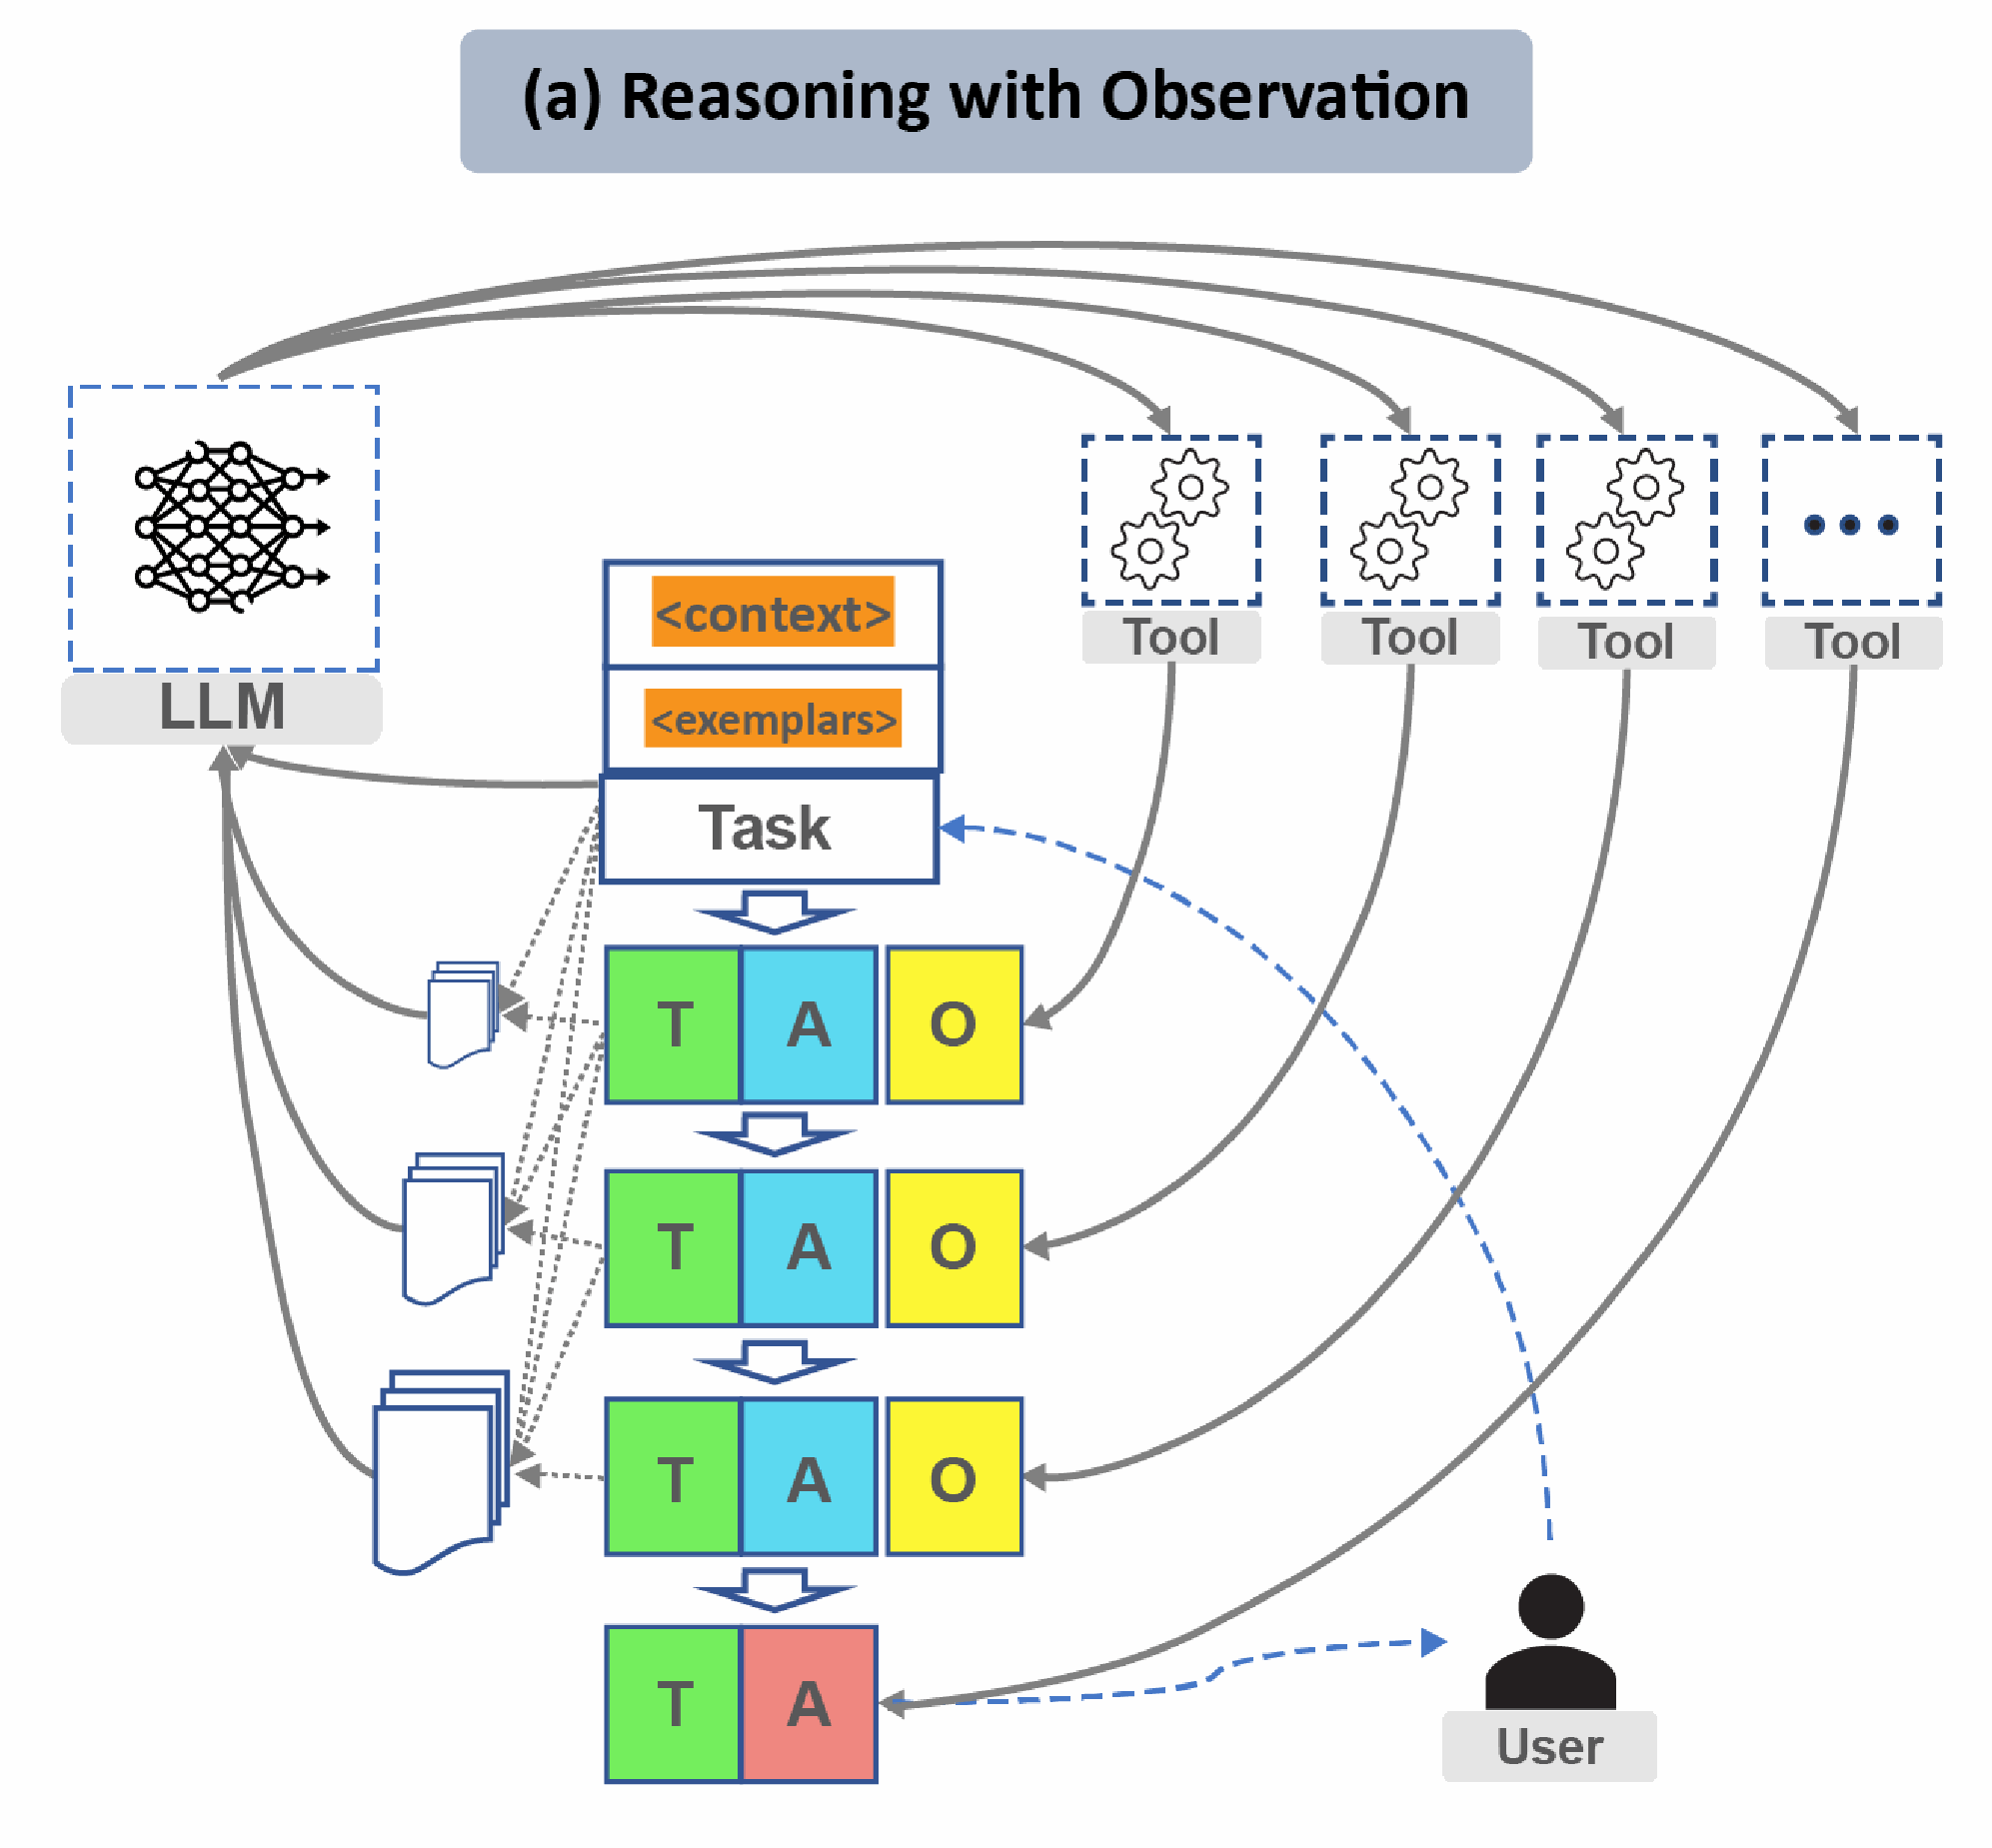 (a) Reasoning with Observation
LLM
<context>
<exemplars>
Task
Tool
Tool
Tool
Tool
T A O
T A O
T A O
T A
User